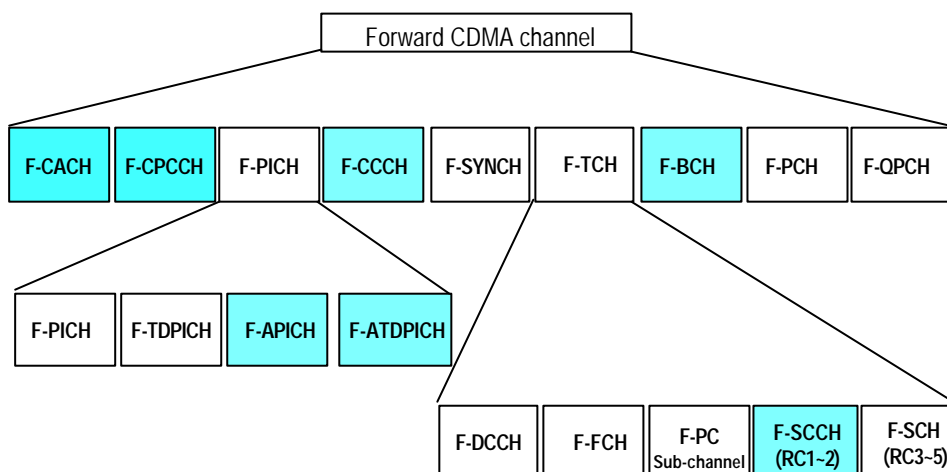 Forward CDMA channel
F-CACH F-CPCCH F-PICH F-CCCH F-SYNCH F-TCH F-BCH F-PCH F-QPCH
F-PICH F-TDPICH F-APICH F-ATDPICH
F-DCCH F-FCH F-PC F-SCCH F-SCH
Sub-channel (RC1~2) (RC3~5)